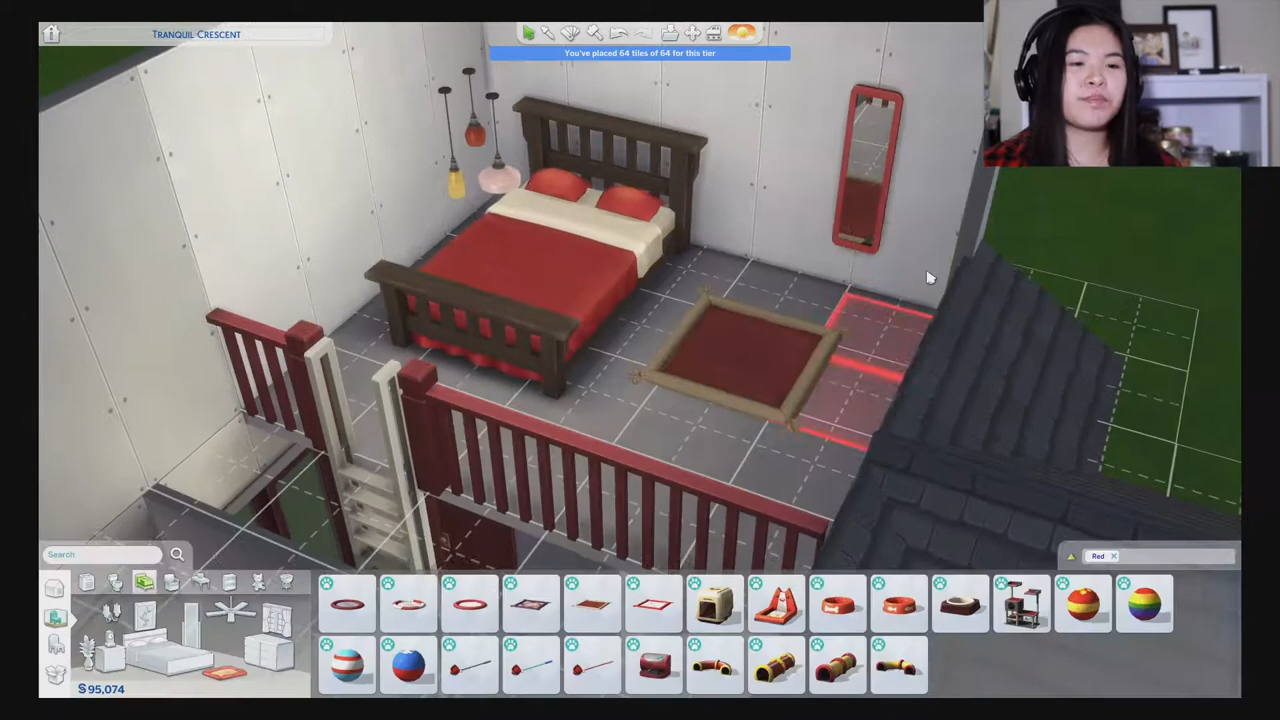 TRANQUIL CRESCENT
You've placed 64 tiles of 64 for this tier
Search
Red
§95,074